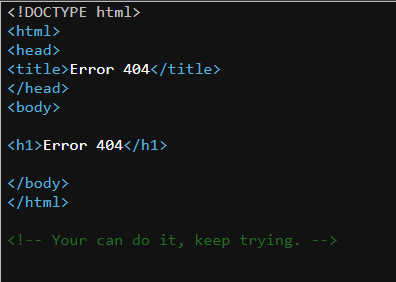 <!DOCTYPE html>
<html>
<head>
<title>Error 404</title>
</head>
<body>
<h1>Error 404</h1>
</body>
</html>
<!-- Your can do it, keep trying. -->